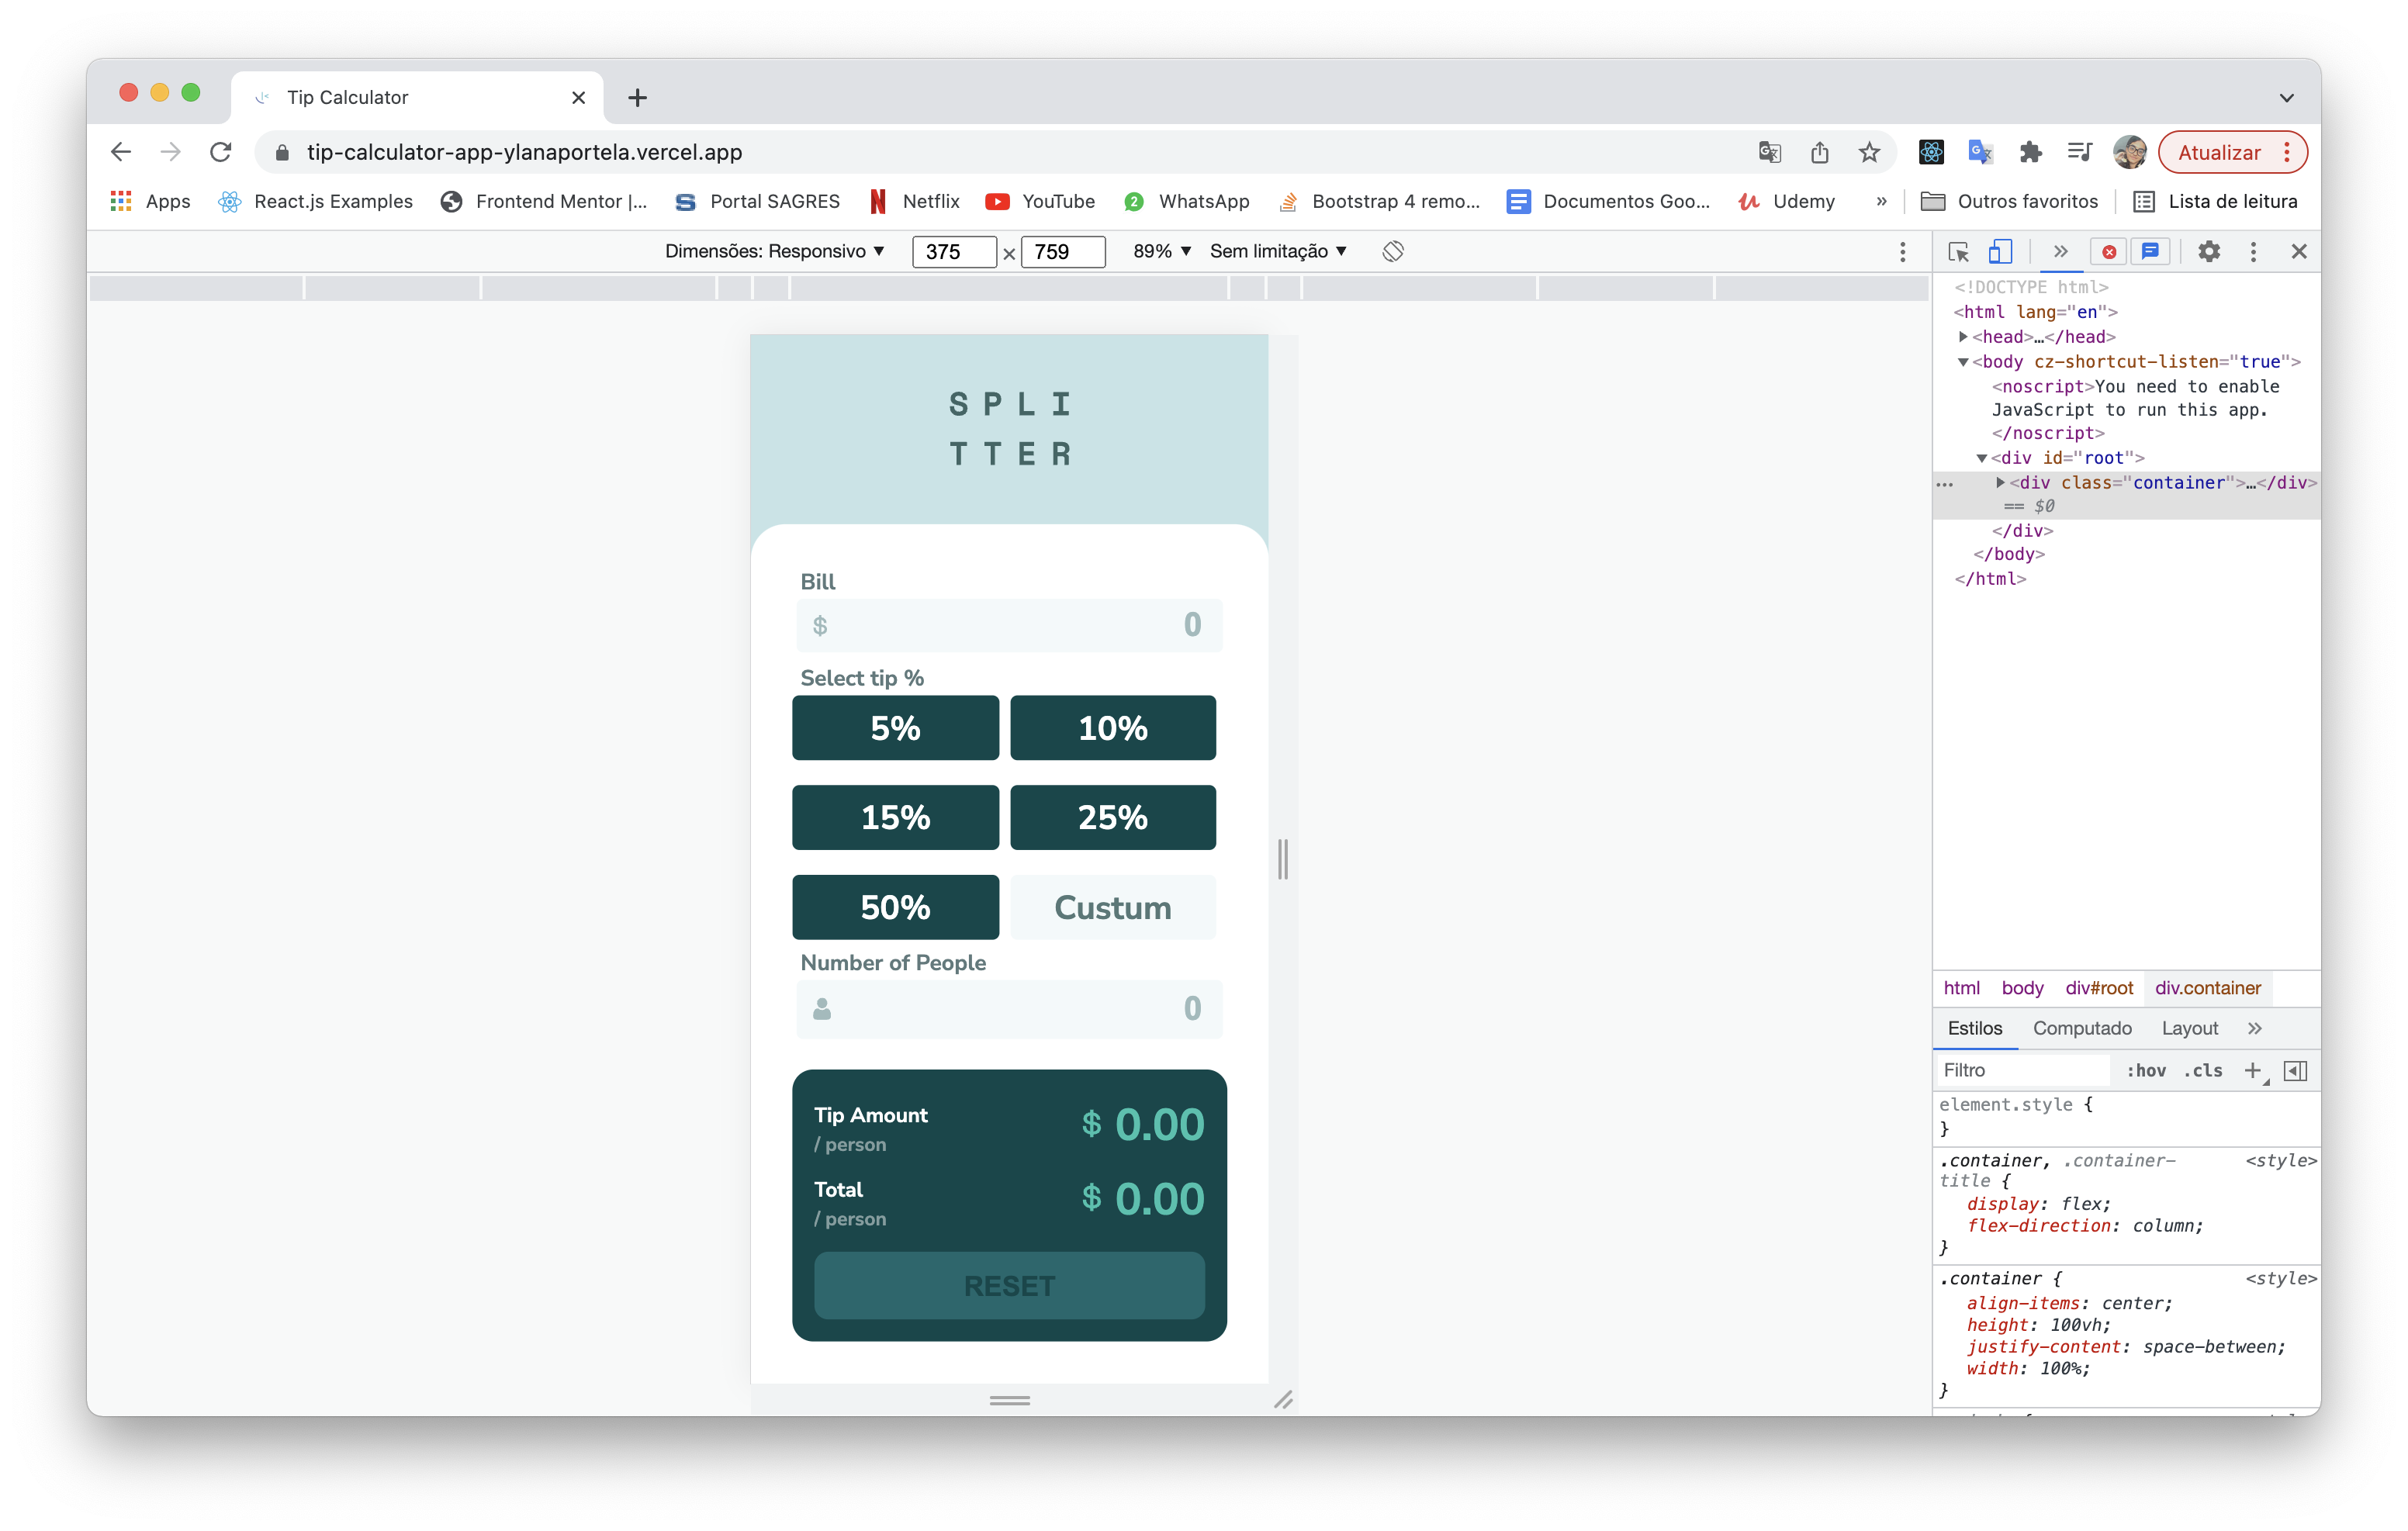 Tip Calculator
tip-calculator-app-ylanaportela.vercel.app
Atualizar
Apps React.js Examples Frontend Mentor |... Portal SAGRES Netflix YouTube 2 WhatsApp Bootstrap 4 remo... Documentos Goo... Udemy » Outros favoritos Lista de leitura
Dimensões: Responsivo ▼ 375 × 759 89% ▼ Sem limitação ▼
SPLI
TTER
Bill
$ 0
Select tip %
5% 10%
15% 25%
50% Custum
Number of People
0
Tip Amount
/ person
$ 0.00
Total
/ person
$ 0.00
RESET
<!DOCTYPE html>
<html lang="en">
<head>…</head>
<body cz-shortcut-listen="true">
<noscript>You need to enable
JavaScript to run this app.
</noscript>
<div id="root">
<div class="container">…</div>
== $0
</div>
</body>
</html>
html body div#root div.container
Estilos Computado Layout »
Filtro :hov .cls +
element.style {
}
.container, .container- <style>
title {
display: flex;
flex-direction: column;
}
.container { <style>
align-items: center;
height: 100vh;
justify-content: space-between;
width: 100%;
}